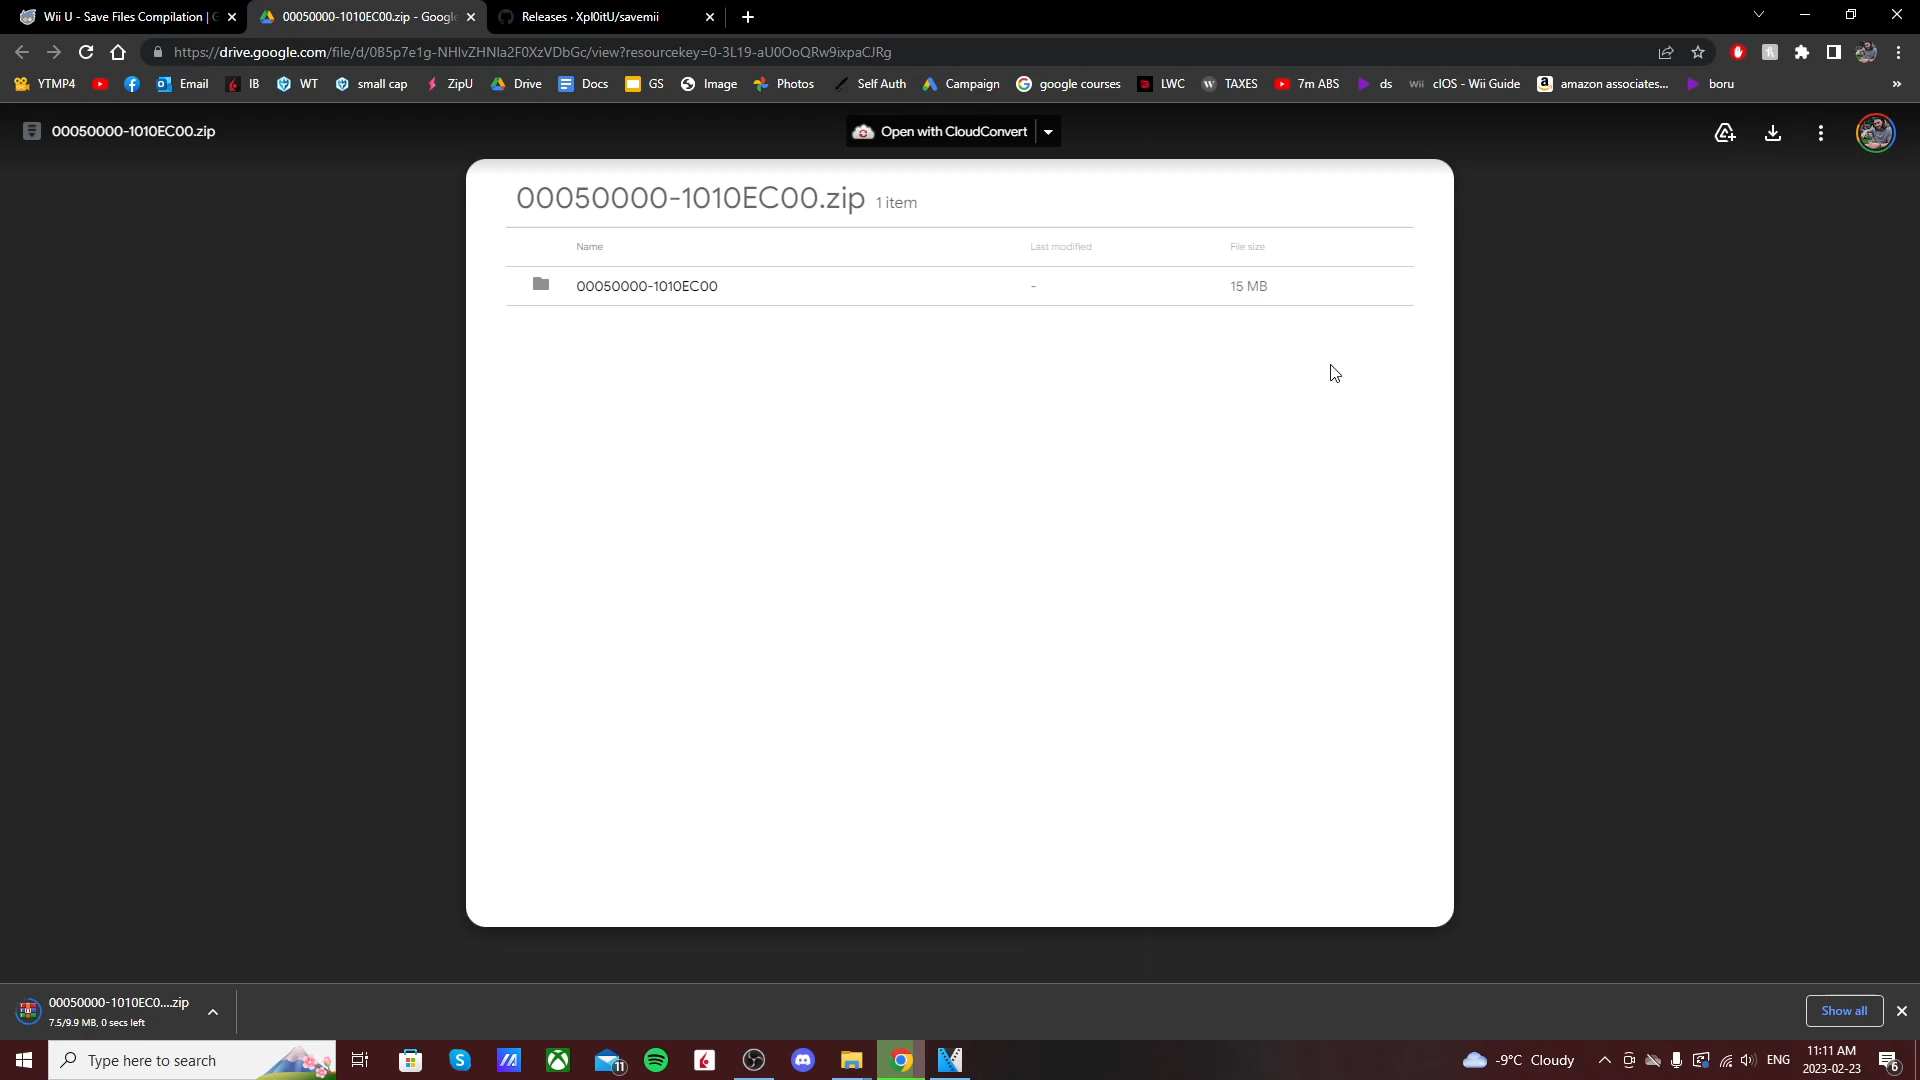 Wii U - Save Files Compilation | G
00050000-1010EC00.zip - Google
Releases · Xpl0itU/savemii
https://drive.google.com/file/d/0B5p7e1g-NHlvZHNIa2F0XzVDbGc/view?resourcekey=0-3L19-aU0OoQRw9ixpaCJRg
YTMP4
Email
IB
WT
small cap
ZipU
Drive
Docs
GS
Image
Photos
Self Auth
Campaign
google courses
LWC
TAXES
7m ABS
ds
cIOS - Wii Guide
amazon associates...
boru
»
00050000-1010EC00.zip
Open with CloudConvert
00050000-1010EC00.zip 1 item
Name Last modified File size
00050000-1010EC00 - 15 MB
00050000-1010EC0....zip
7.5/9.9 MB, 0 secs left
Show all
Type here to search
11
-9°C Cloudy
ENG
11:11 AM
2023-02-23
6